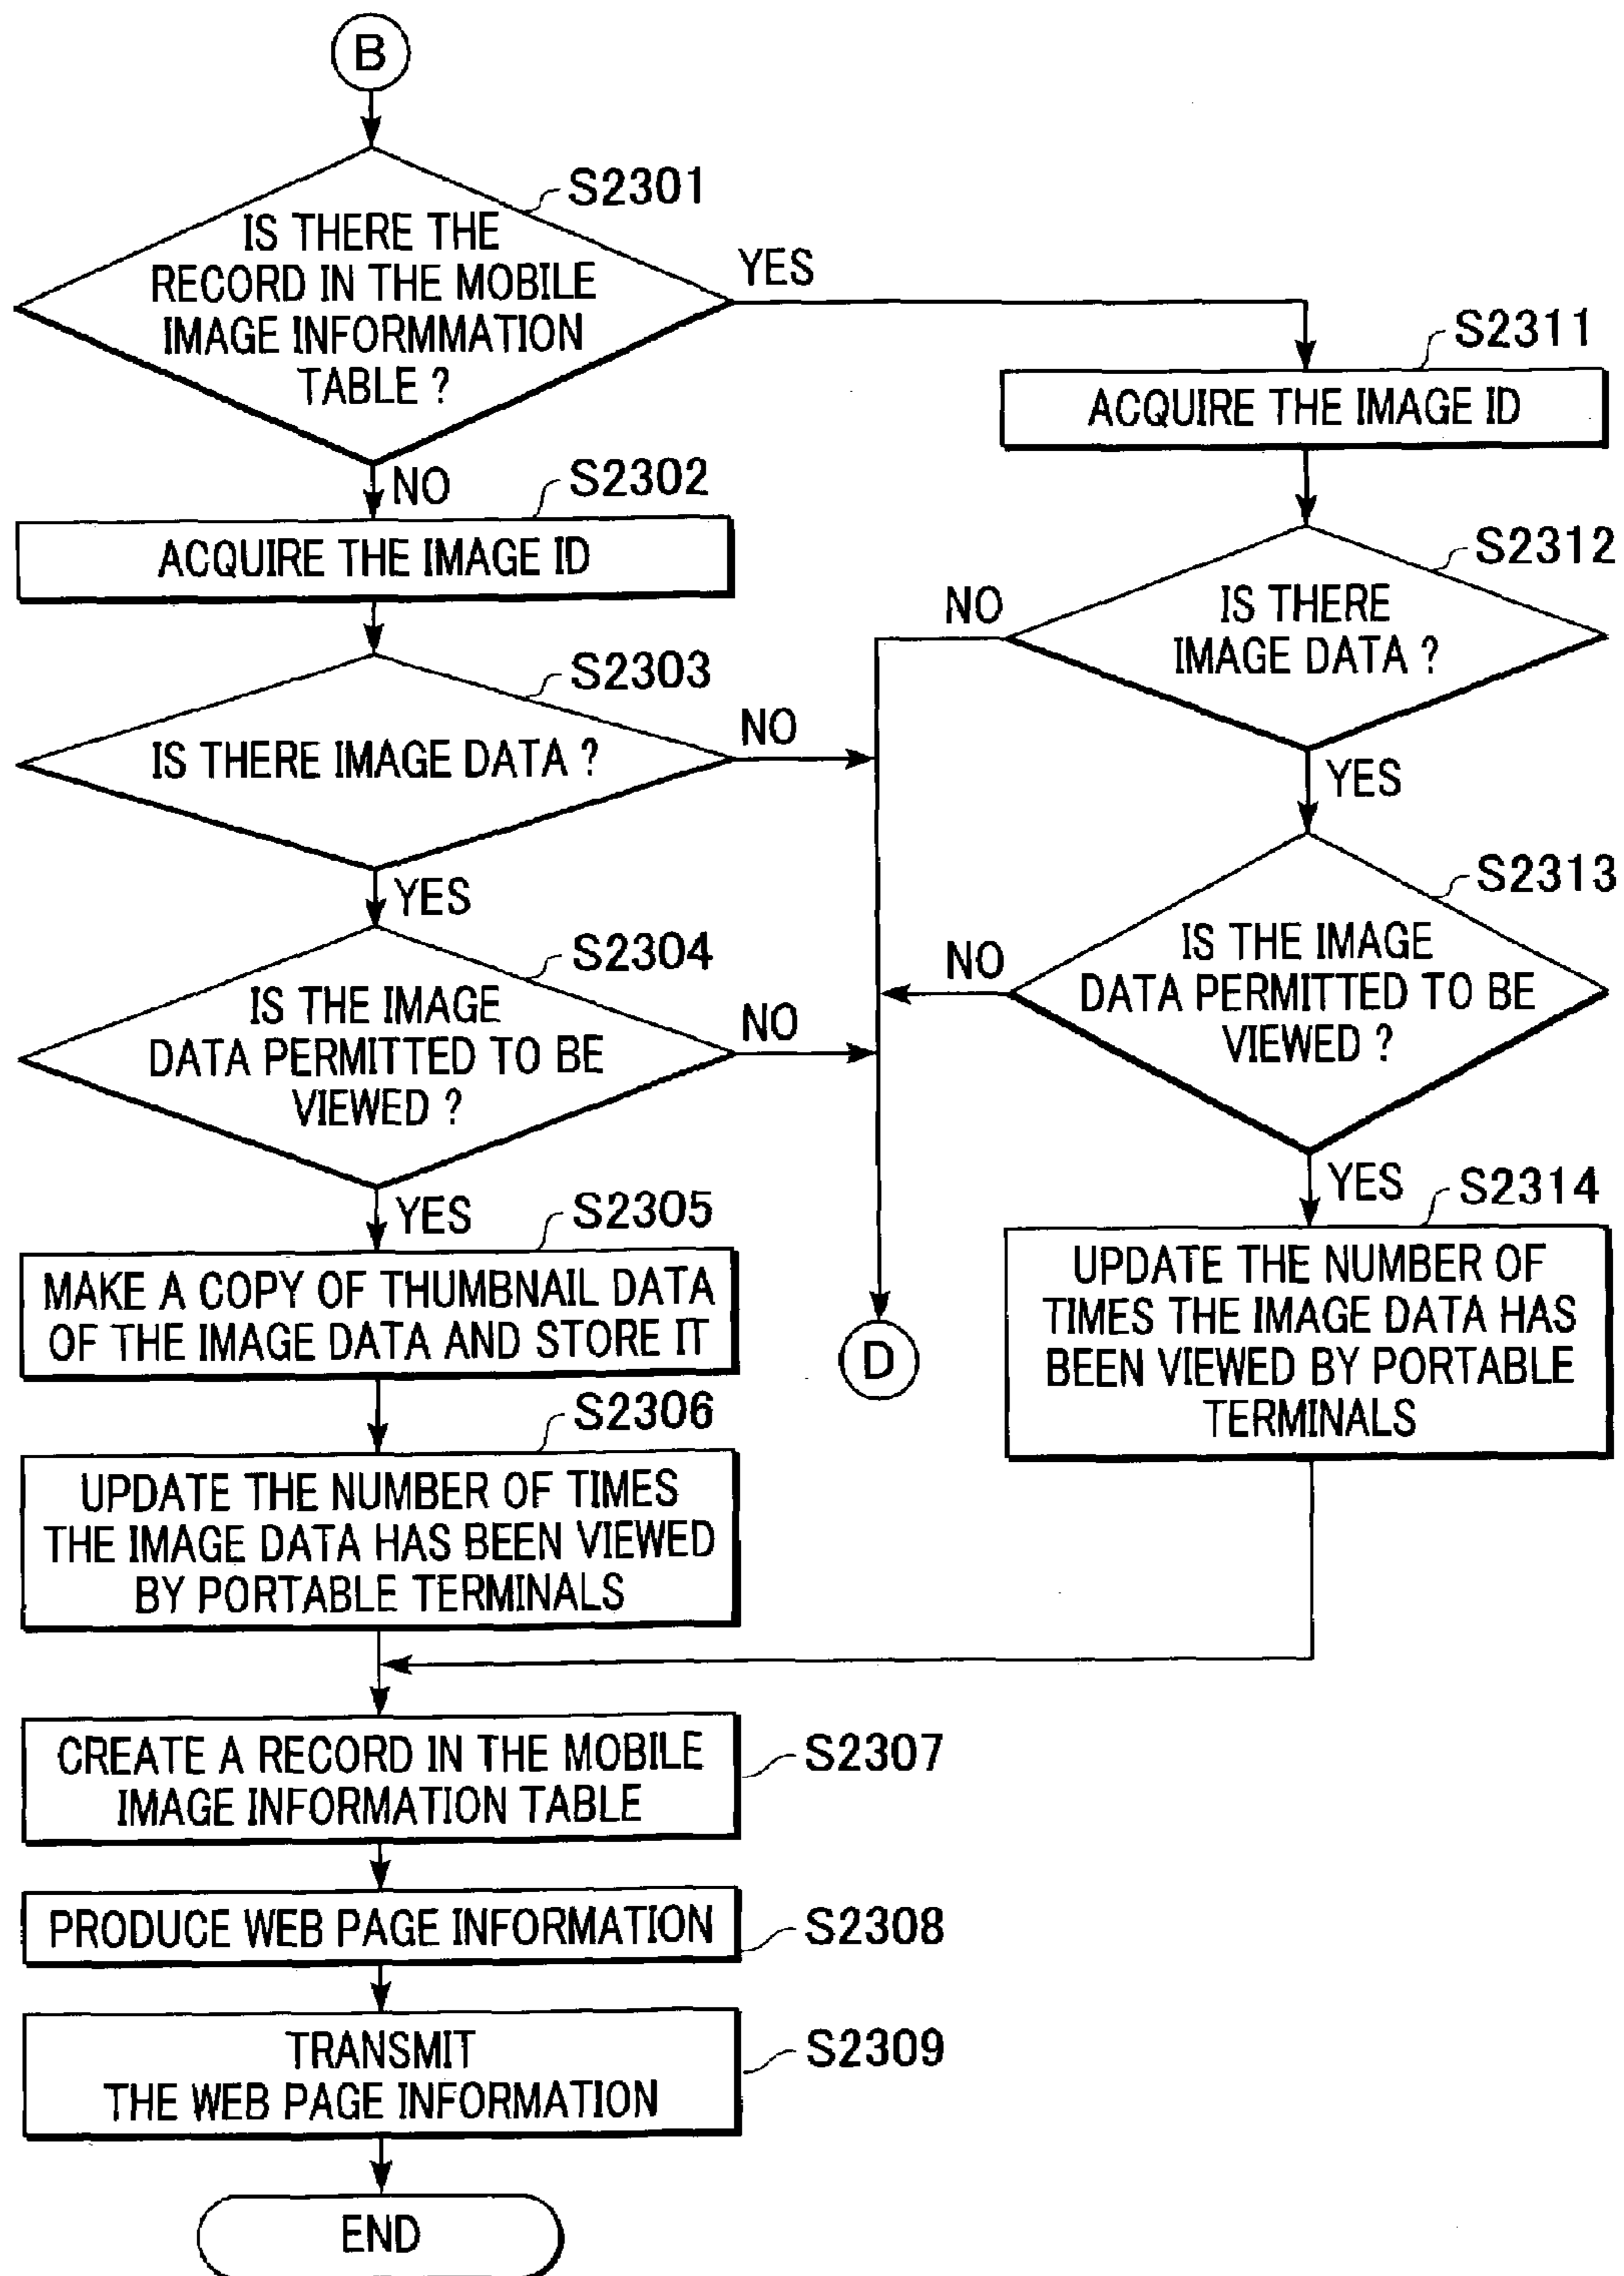 B
S2301
IS THERE THE
RECORD IN THE MOBILE
IMAGE INFORMMATION
TABLE ?
YES
NO
S2302
ACQUIRE THE IMAGE ID
S2303
IS THERE IMAGE DATA ?
NO
YES
S2304
IS THE IMAGE
DATA PERMITTED TO BE
VIEWED ?
NO
YES
S2305
MAKE A COPY OF THUMBNAIL DATA
OF THE IMAGE DATA AND STORE IT
S2306
UPDATE THE NUMBER OF TIMES
THE IMAGE DATA HAS BEEN VIEWED
BY PORTABLE TERMINALS
S2311
ACQUIRE THE IMAGE ID
S2312
NO
IS THERE
IMAGE DATA ?
YES
S2313
NO
IS THE IMAGE
DATA PERMITTED TO BE
VIEWED ?
YES
S2314
UPDATE THE NUMBER OF
TIMES THE IMAGE DATA HAS
BEEN VIEWED BY PORTABLE
TERMINALS
D
CREATE A RECORD IN THE MOBILE
IMAGE INFORMATION TABLE
S2307
PRODUCE WEB PAGE INFORMATION
S2308
TRANSMIT
THE WEB PAGE INFORMATION
S2309
END